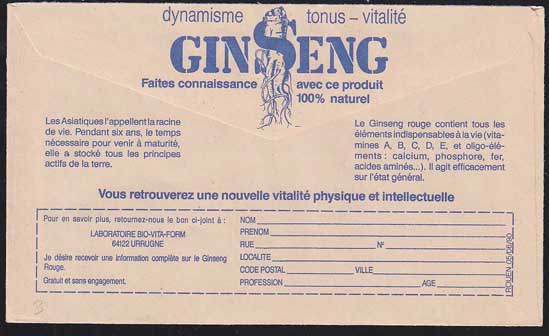 dynamisme tonus – vitalité
GINSENG
Faites connaissance avec ce produit
100% naturel
Les Asiatiques l'appellent la racine
de vie. Pendant six ans, le temps
nécessaire pour venir à maturité,
elle a stocké tous les principes
actifs de la terre.
Le Ginseng rouge contient tous les
éléments indispensables à la vie (vita-
mines A, B, C, D, E, et oligo-élé-
ments : calcium, phosphore, fer,
acides aminés...). Il agit efficacement
sur l'état général.
Vous retrouverez une nouvelle vitalité physique et intellectuelle
Pour en savoir plus, retournez-nous le bon ci-joint à :
LABORATOIRE BIO-VITA-FORM
64122 URRUGNE
Je désire recevoir une information complète sur le Ginseng
Rouge.
Gratuit et sans engagement.
NOM
PRENOM
RUE N°
LOCALITE
CODE POSTAL VILLE
PROFESSION AGE
ROUEN 05/06/90
3